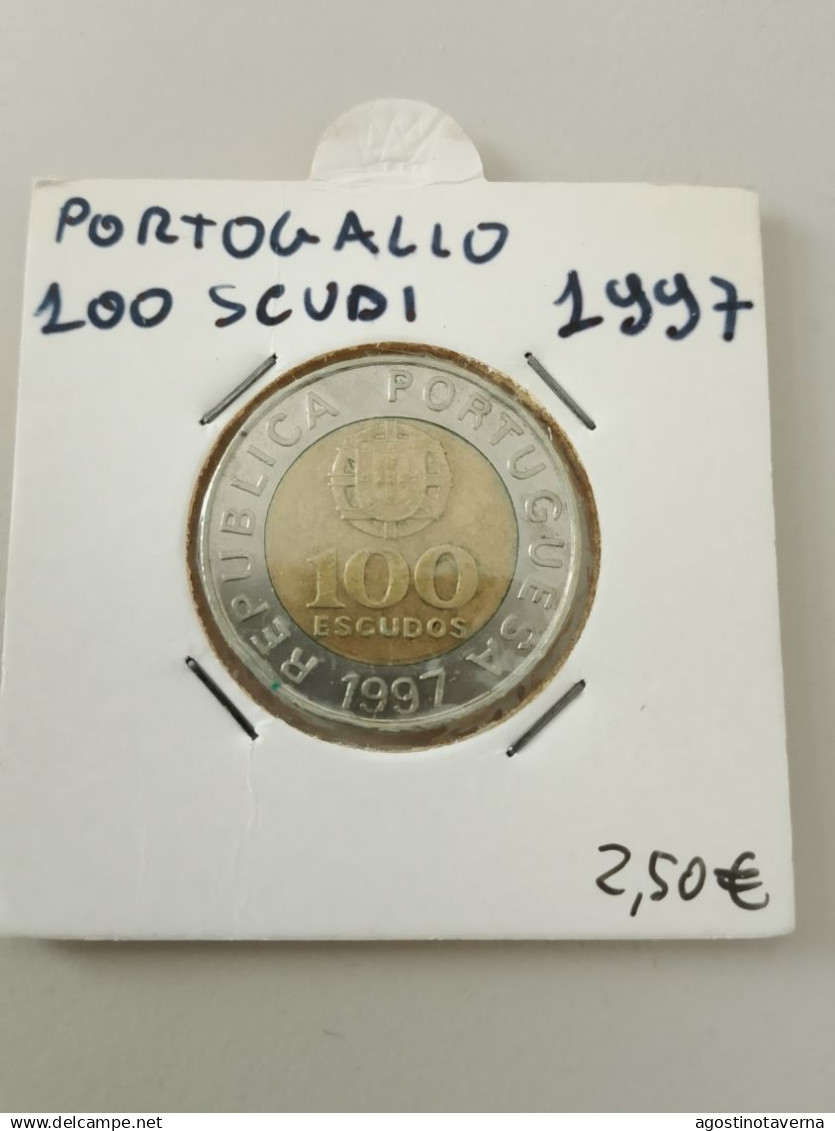 PORTOGALLO
100 SCUDI 1997
REPUBLICA PORTUGUESA
100
ESCUDOS
1997
2,50€
www.delcampe.net
agostinotaverna